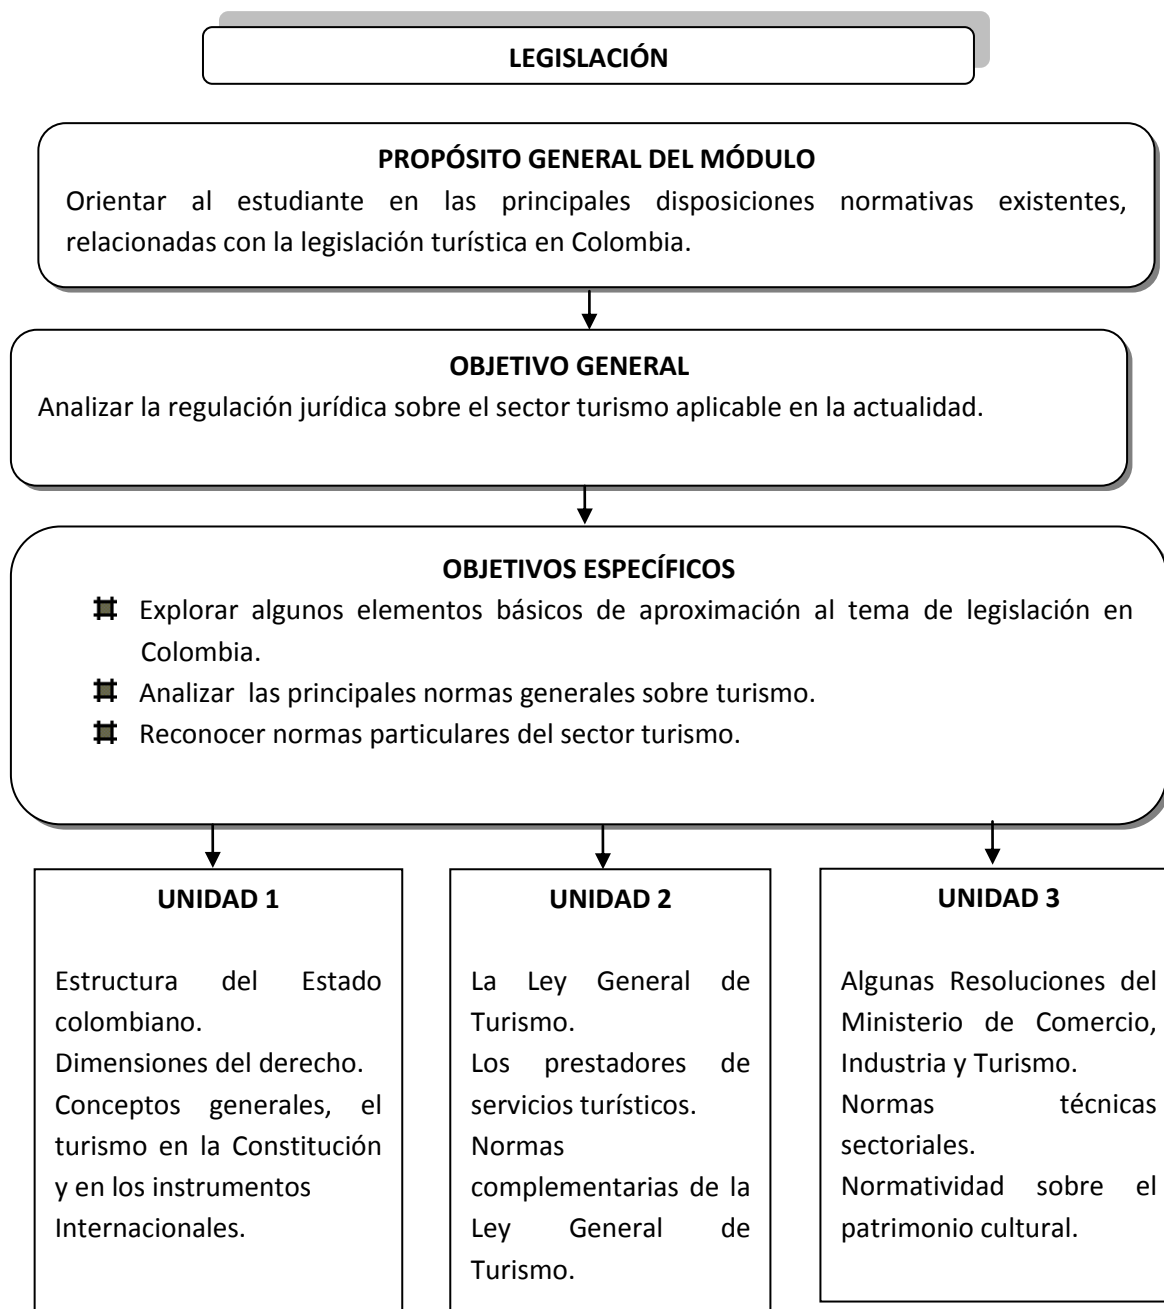 LEGISLACIÓN
PROPÓSITO GENERAL DEL MÓDULO
Orientar al estudiante en las principales disposiciones normativas existentes,
relacionadas con la legislación turística en Colombia.
OBJETIVO GENERAL
Analizar la regulación jurídica sobre el sector turismo aplicable en la actualidad.
OBJETIVOS ESPECÍFICOS
Explorar algunos elementos básicos de aproximación al tema de legislación en
Colombia.
Analizar las principales normas generales sobre turismo.
Reconocer normas particulares del sector turismo.
UNIDAD 1
Estructura del Estado
colombiano.
Dimensiones del derecho.
Conceptos generales, el
turismo en la Constitución
y en los instrumentos
Internacionales.
UNIDAD 2
La Ley General de
Turismo.
Los prestadores de
servicios turísticos.
Normas
complementarias de la
Ley General de
Turismo.
UNIDAD 3
Algunas Resoluciones del
Ministerio de Comercio,
Industria y Turismo.
Normas técnicas
sectoriales.
Normatividad sobre el
patrimonio cultural.